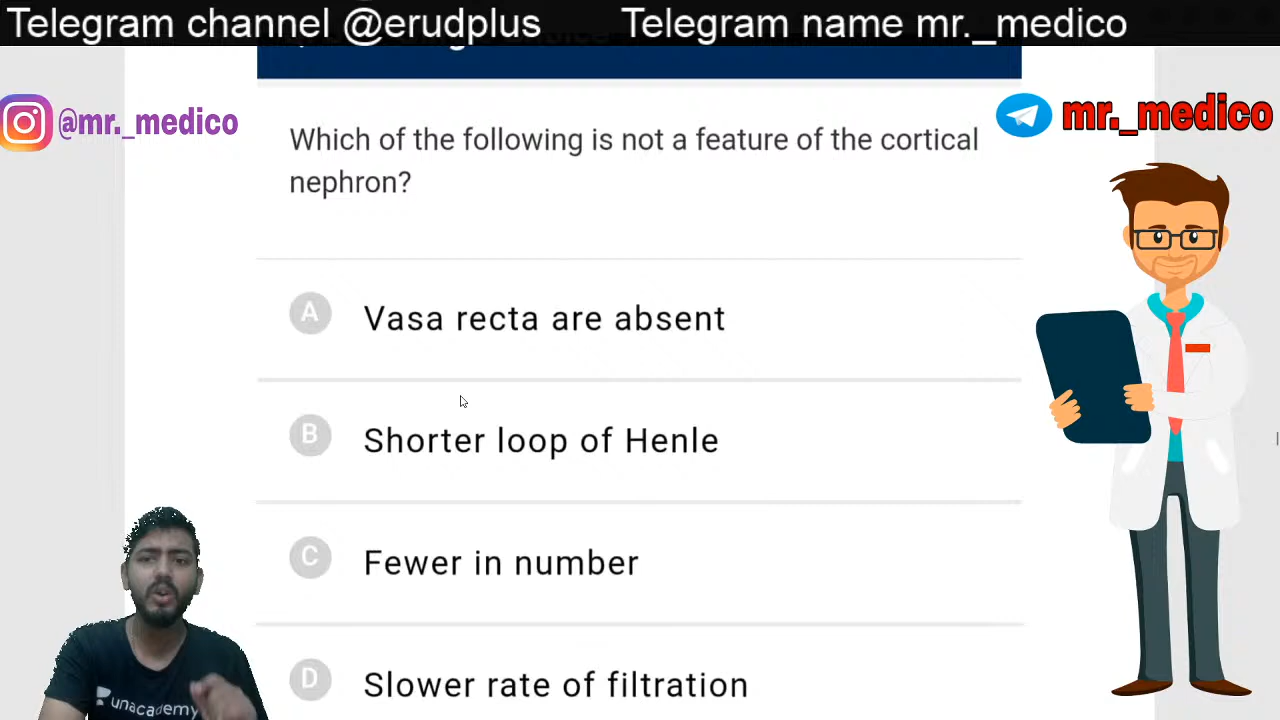 Telegram channel @erudplus Telegram name mr._medico
@mr._medico
mr._medico
Which of the following is not a feature of the cortical
nephron?
A Vasa recta are absent
B Shorter loop of Henle
C Fewer in number
D Slower rate of filtration
unacademy